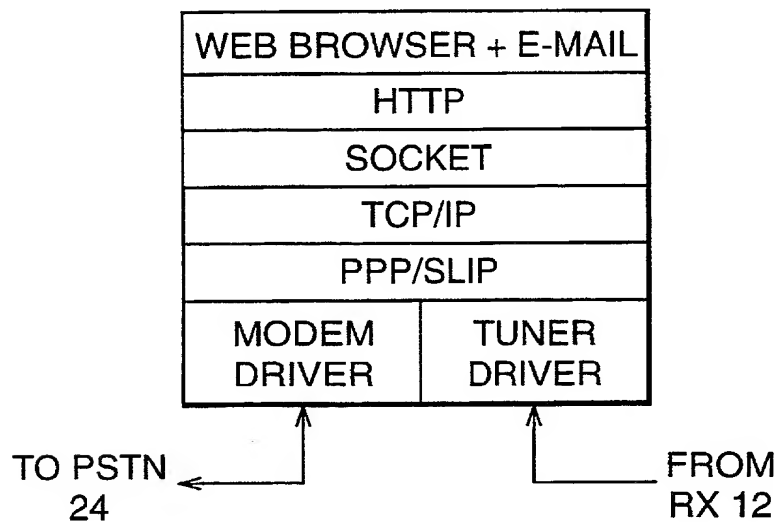 WEB BROWSER + E-MAIL
HTTP
SOCKET
TCP/IP
PPP/SLIP
MODEM
DRIVER
TUNER
DRIVER
TO PSTN
24
FROM
RX 12